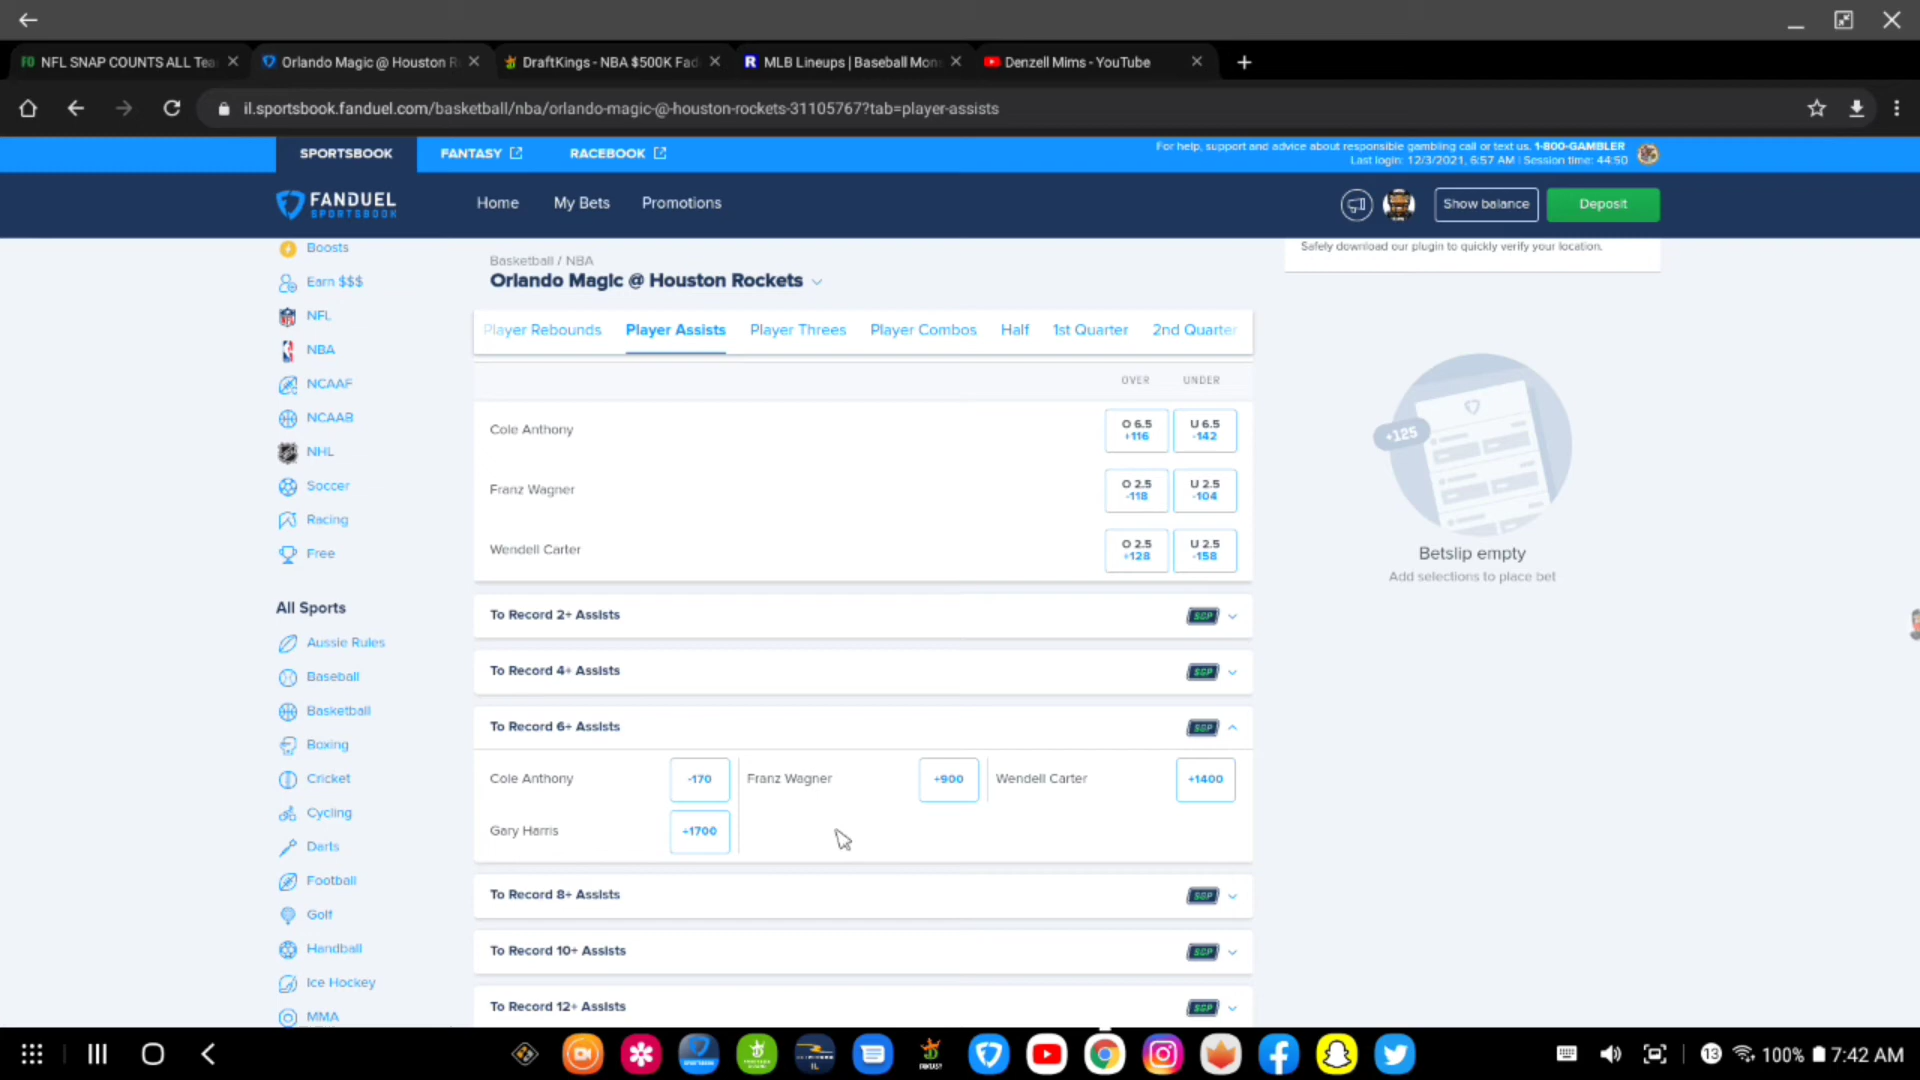 NFL SNAP COUNTS ALL Tea
Orlando Magic @ Houston R
DraftKings - NBA $500K Fad
MLB Lineups | Baseball Mon
Denzell Mims - YouTube
il.sportsbook.fanduel.com/basketball/nba/orlando-magic-@-houston-rockets-31105767?tab=player-assists
SPORTSBOOK
FANTASY
RACEBOOK
For help, support and advice about responsible gambling call or text us. 1-800-GAMBLER
Last login: 12/3/2021, 6:57 AM | Session time: 44:50
FANDUEL
SPORTSBOOK
Home
My Bets
Promotions
Show balance
Deposit
Boosts
Earn $$$
NFL
NBA
NCAAF
NCAAB
NHL
Soccer
Racing
Free
All Sports
Aussie Rules
Baseball
Basketball
Boxing
Cricket
Cycling
Darts
Football
Golf
Handball
Ice Hockey
MMA
Basketball / NBA
Orlando Magic @ Houston Rockets
Player Rebounds
Player Assists
Player Threes
Player Combos
Half
1st Quarter
2nd Quarter
OVER
UNDER
Cole Anthony
O 6.5
+116
U 6.5
-142
Franz Wagner
O 2.5
-118
U 2.5
-104
Wendell Carter
O 2.5
+128
U 2.5
-158
To Record 2+ Assists
SGP
To Record 4+ Assists
SGP
To Record 6+ Assists
SGP
Cole Anthony
-170
Franz Wagner
+900
Wendell Carter
+1400
Gary Harris
+1700
To Record 8+ Assists
SGP
To Record 10+ Assists
SGP
To Record 12+ Assists
SGP
Safely download our plugin to quickly verify your location.
+125
Betslip empty
Add selections to place bet
13
100%
7:42 AM